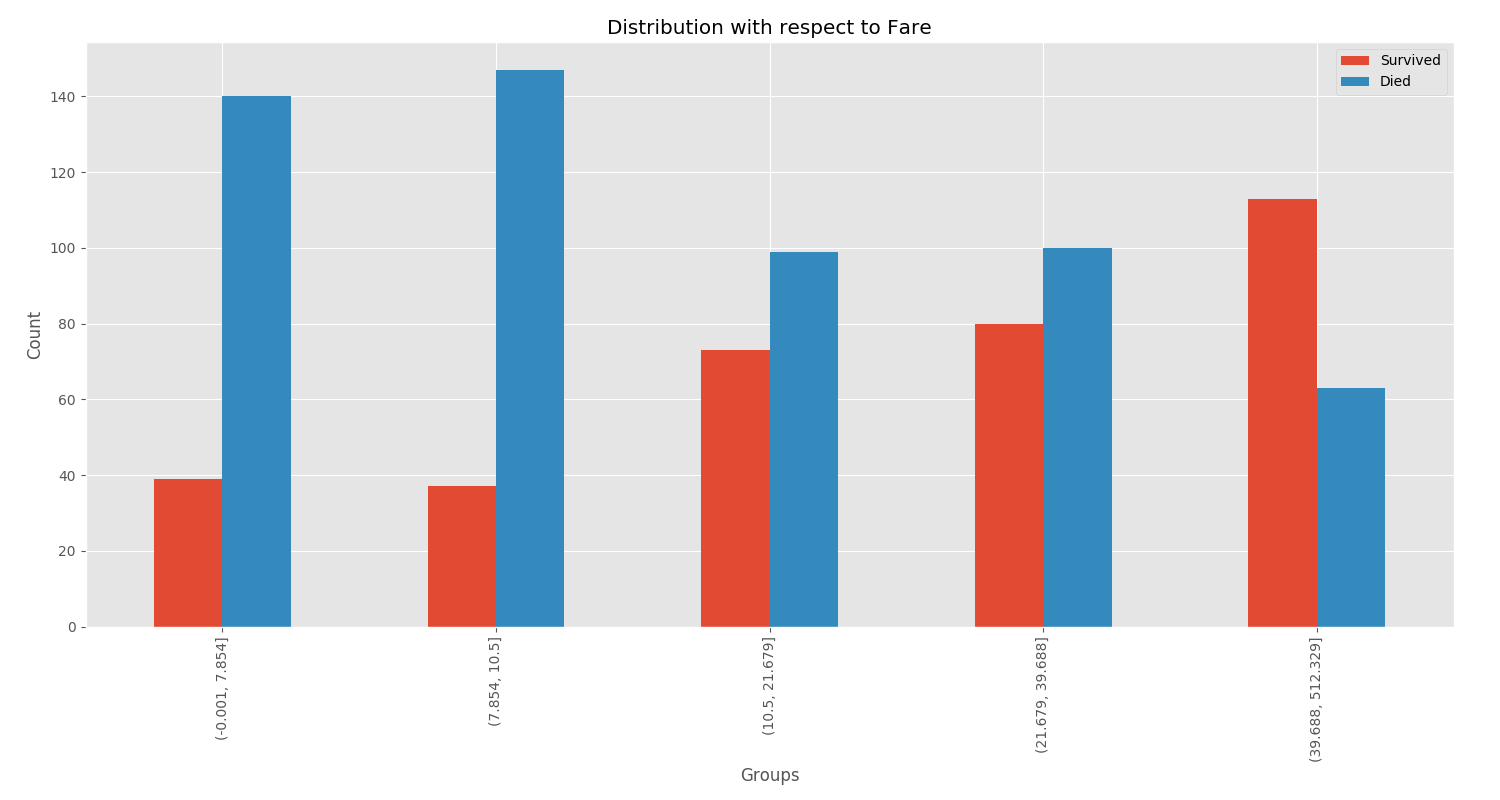 Distribution with respect to Fare
Survived
Died
Count
140
120
100
80
60
40
20
0
(-0.001, 7.854]
(7.854, 10.5]
(10.5, 21.679]
(21.679, 39.688]
(39.688, 512.329]
Groups